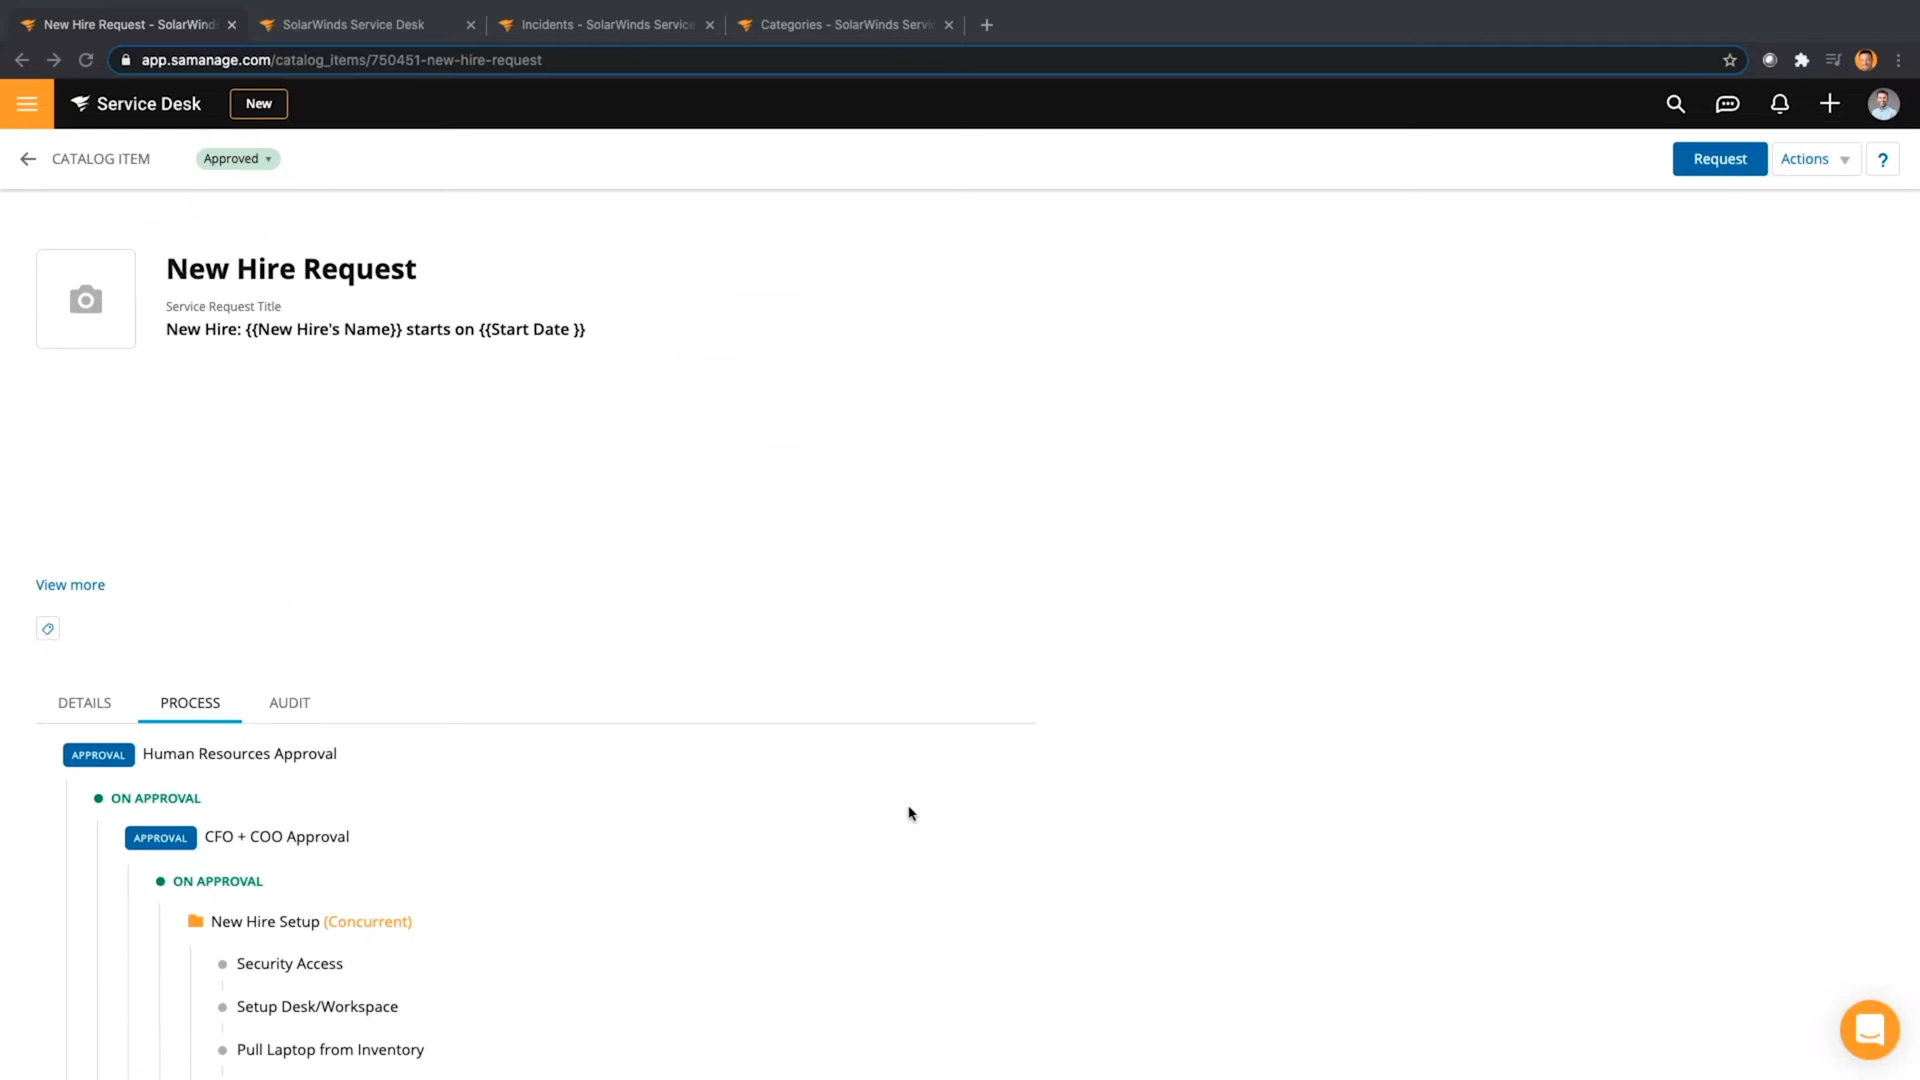 New Hire Request - SolarWind
SolarWinds Service Desk
Incidents - SolarWinds Service
Categories - SolarWinds Servi
app.samanage.com/catalog_items/750451-new-hire-request
Service Desk
New
CATALOG ITEM
Approved
Request
Actions
?
New Hire Request
Service Request Title
New Hire: {{New Hire's Name}} starts on {{Start Date }}
View more
DETAILS
PROCESS
AUDIT
APPROVAL Human Resources Approval
ON APPROVAL
APPROVAL CFO + COO Approval
ON APPROVAL
New Hire Setup (Concurrent)
Security Access
Setup Desk/Workspace
Pull Laptop from Inventory